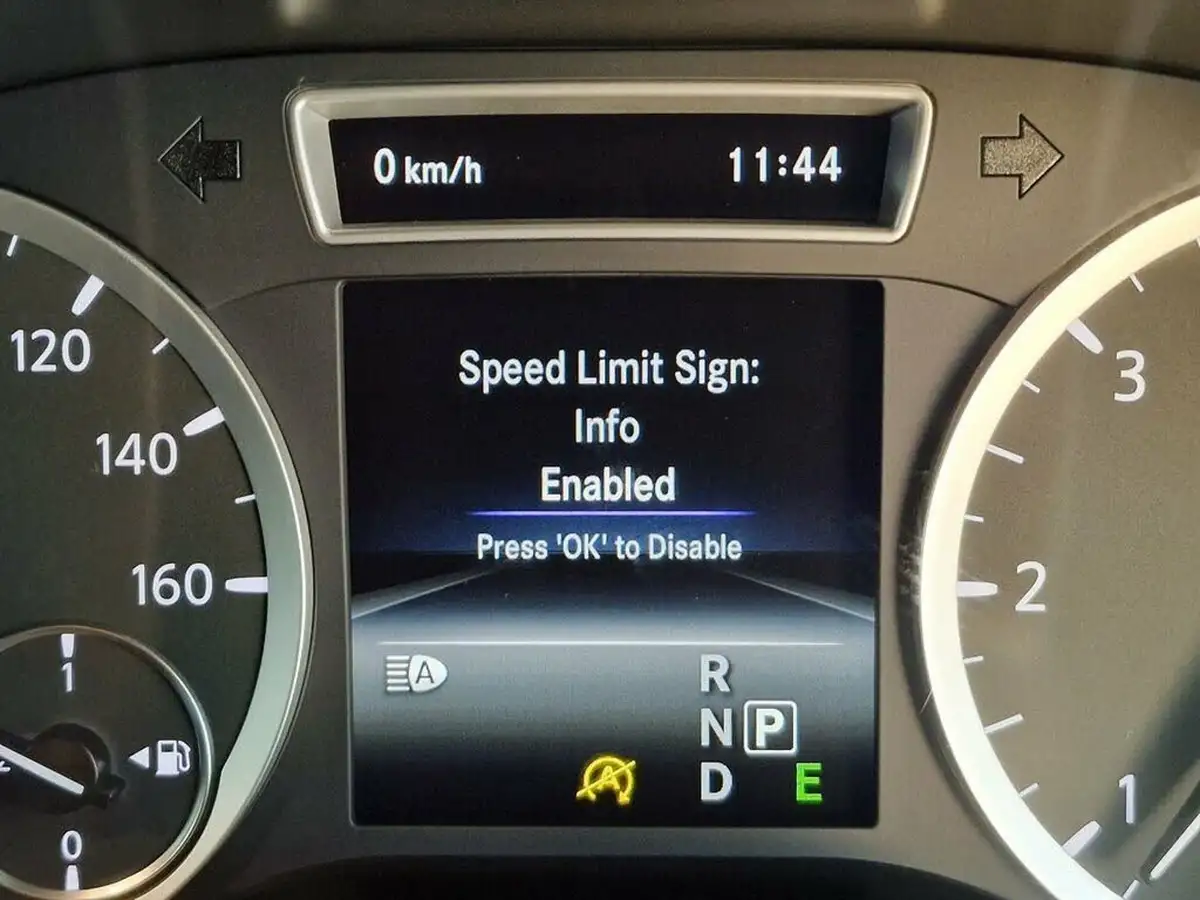 0 km/h 11:44
120
140
160
Speed Limit Sign:
Info
Enabled
Press 'OK' to Disable
A
R
N P
D E
A
1
0
3
2
1